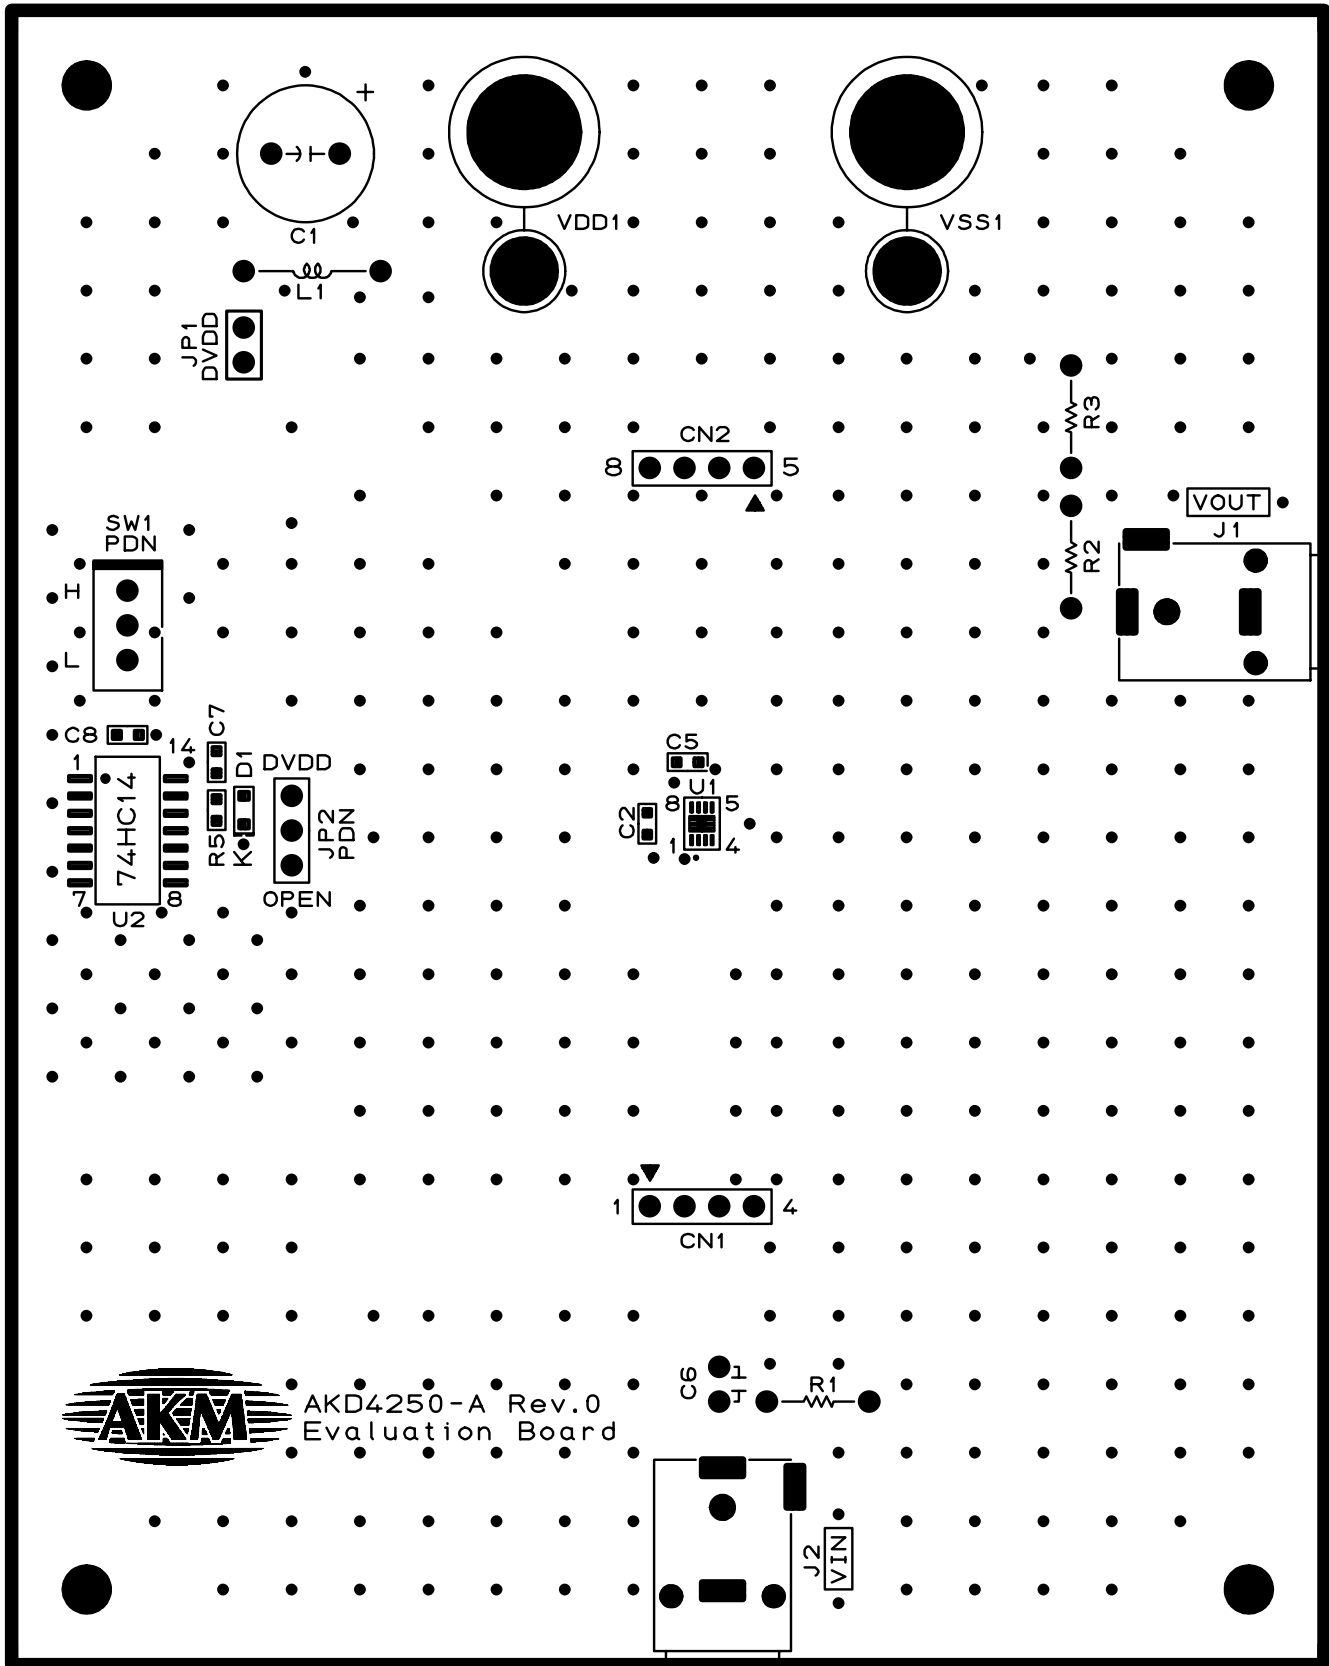 +
C1
VDD1
VSS1
L1
JP1
DVDD
R3
CN2
8
5
VOUT
J1
SW1
PDN
R2
H
L
C8
C7
14
1
D1
DVDD
74HC14
R5
K
JP2
PDN
7
8
OPEN
U2
C5
U1
8
5
C2
1
4
1
4
CN1
C6
R1
AKM
AKD4250-A Rev.0
Evaluation Board
J2
VIN